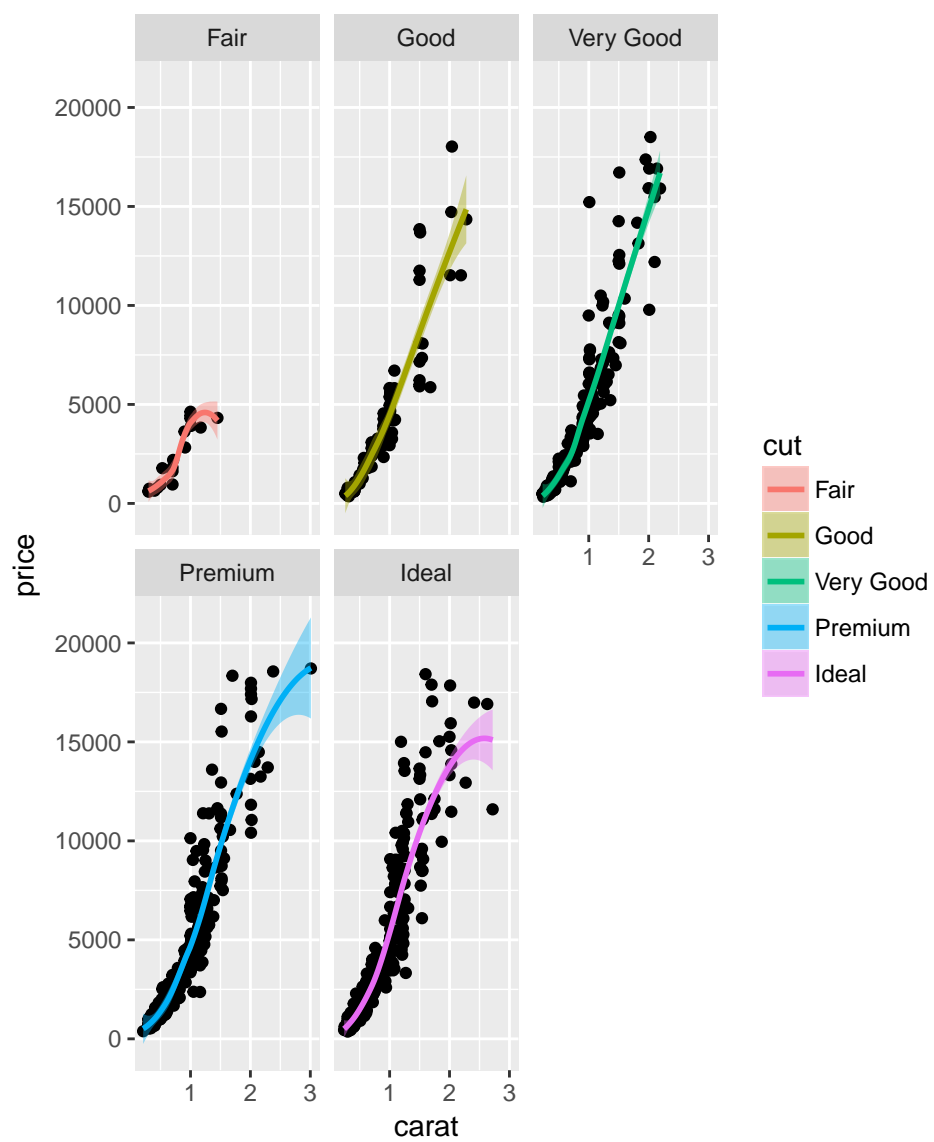 Fair Good Very Good
20000
15000
10000
5000
0
1 2 3
Premium Ideal
20000
15000
10000
5000
0
1 2 3 1 2 3
carat
price
cut
Fair
Good
Very Good
Premium
Ideal